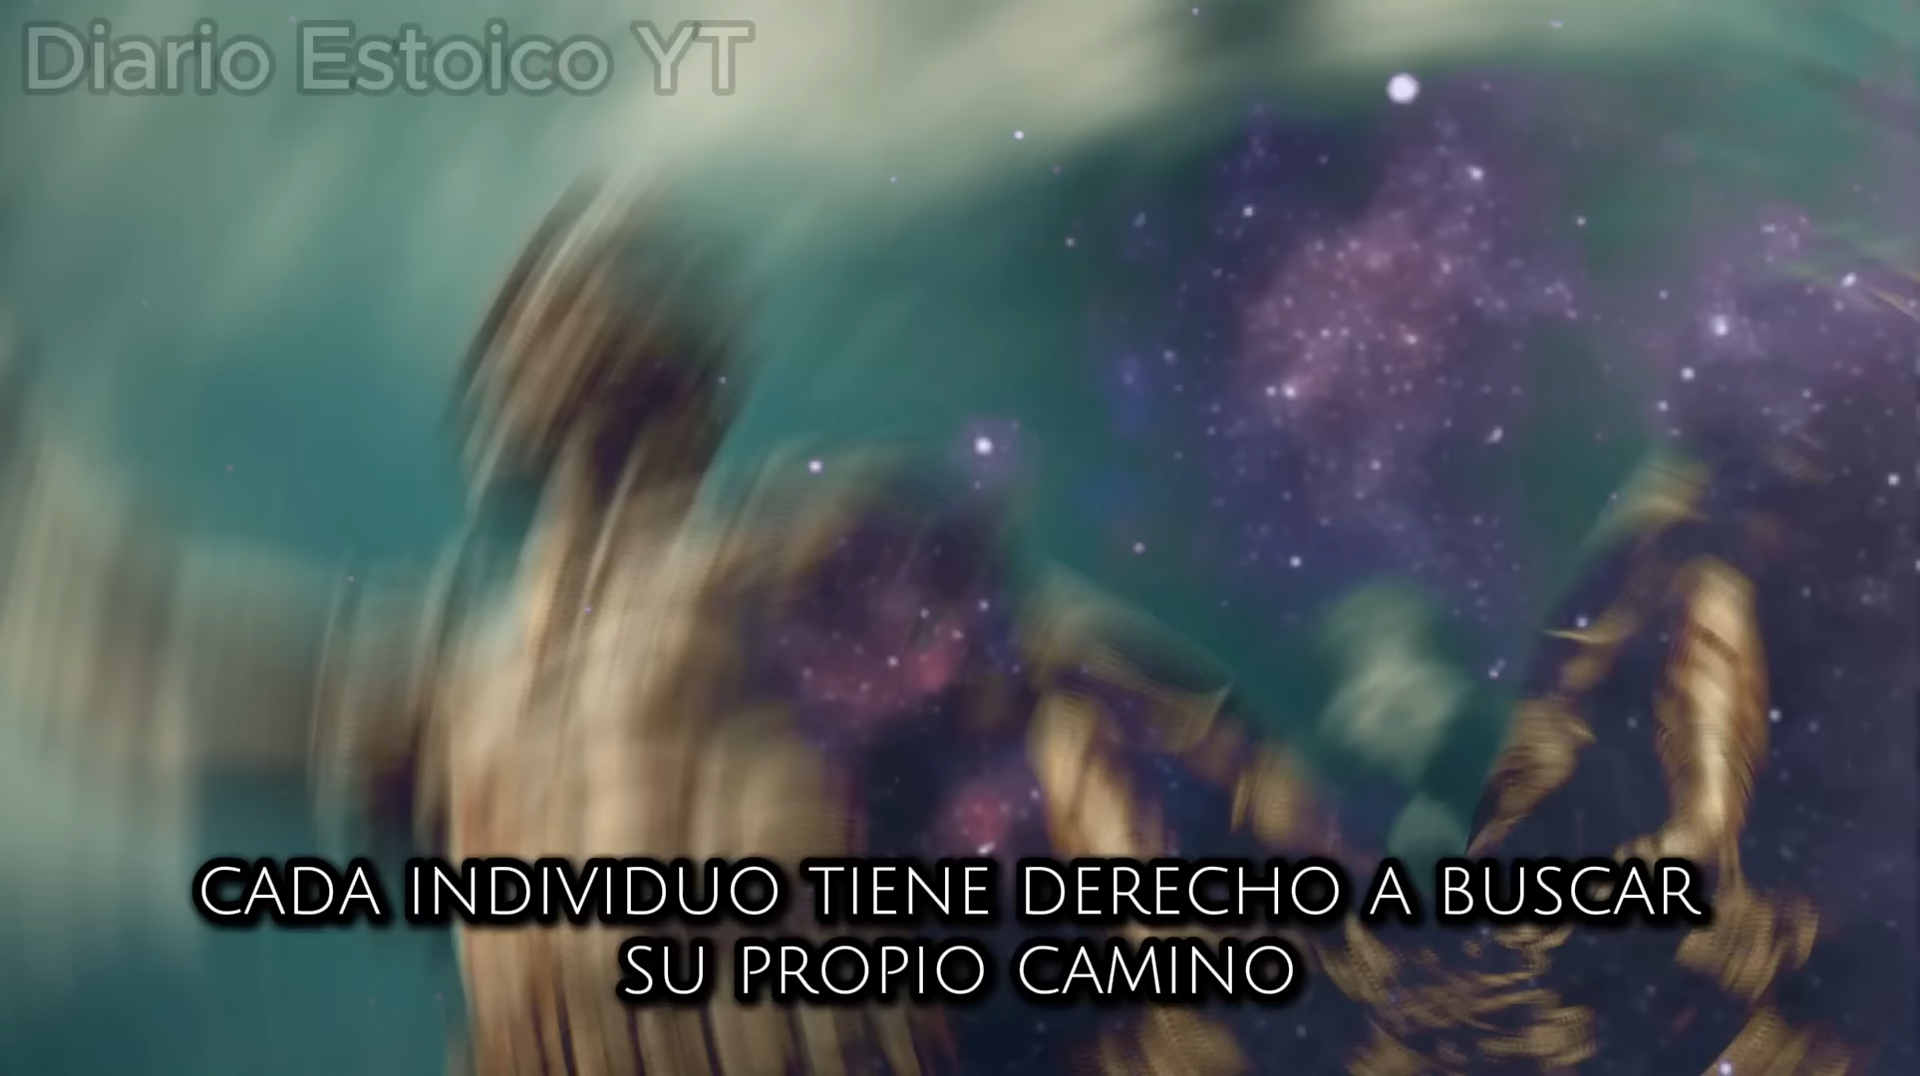 Diario Estoico YT
CADA INDIVIDUO TIENE DERECHO A BUSCAR
SU PROPIO CAMINO